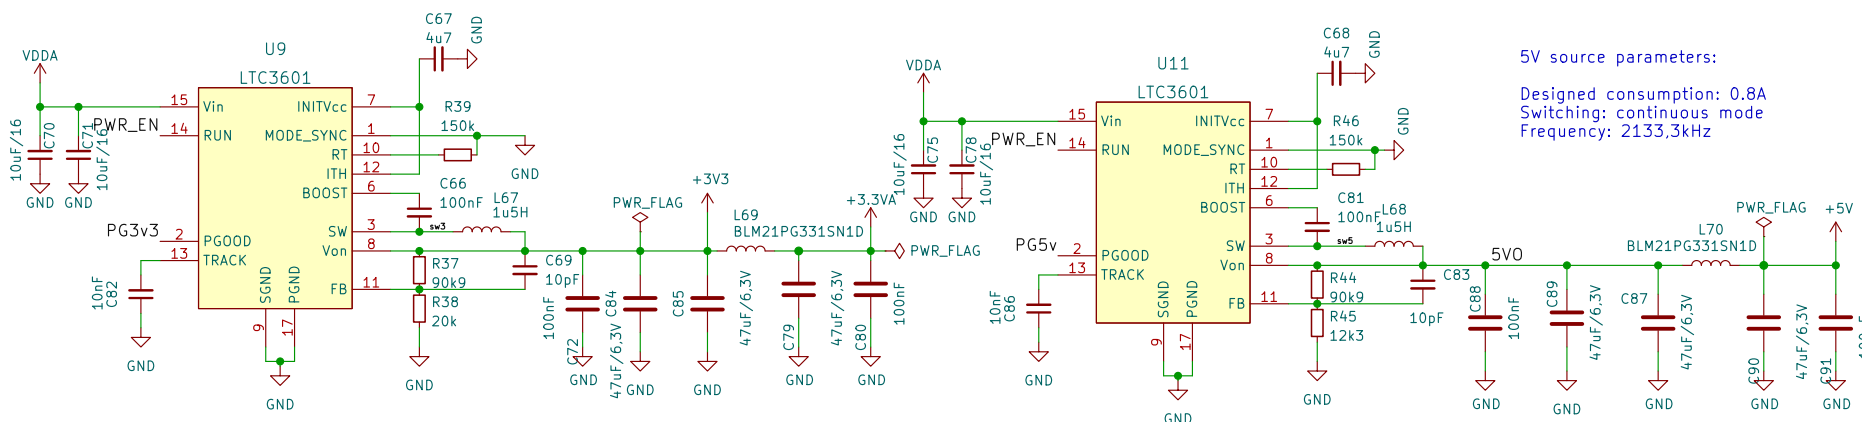 U9
LTC3601
VDDA
C67
4u7
GND
15
Vin
INITVcc
7
PWR_EN
14
RUN
MODE_SYNC
1
R39
150k
RT
10
ITH
12
GND
C70
10uF/16
C71
10uF/16
GND
GND
BOOST
6
C66
100nF
L67
1u5H
SW
3
sw3
PG3v3
2
PGOOD
Von
8
13
TRACK
R37
90k9
C69
10pF
FB
11
R38
20k
10nF
C82
GND
SGND
PGND
9
17
GND
GND
PWR_FLAG
+3V3
L69
BLM21PG331SN1D
+3.3VA
PWR_FLAG
100nF
C72
GND
C84
47uF/6,3V
GND
C85
47uF/6,3V
GND
C79
47uF/6,3V
GND
C80
100nF
GND
U11
LTC3601
VDDA
C68
4u7
GND
15
Vin
INITVcc
7
PWR_EN
14
RUN
MODE_SYNC
1
R46
150k
GND
RT
10
ITH
12
10uF/16
C75
C78
10uF/16
GND
GND
BOOST
6
C81
100nF
L68
1u5H
SW
3
sw5
PG5v
2
PGOOD
Von
8
13
TRACK
R44
90k9
C83
10pF
FB
11
R45
12k3
10nF
C86
GND
SGND
PGND
9
17
GND
GND
5VO
C88
100nF
GND
C89
47uF/6,3V
GND
C87
47uF/6,3V
GND
L70
BLM21PG331SN1D
PWR_FLAG
+5V
C90
47uF/6,3V
GND
C91
GND
5V source parameters:
Designed consumption: 0.8A
Switching: continuous mode
Frequency: 2133,3kHz